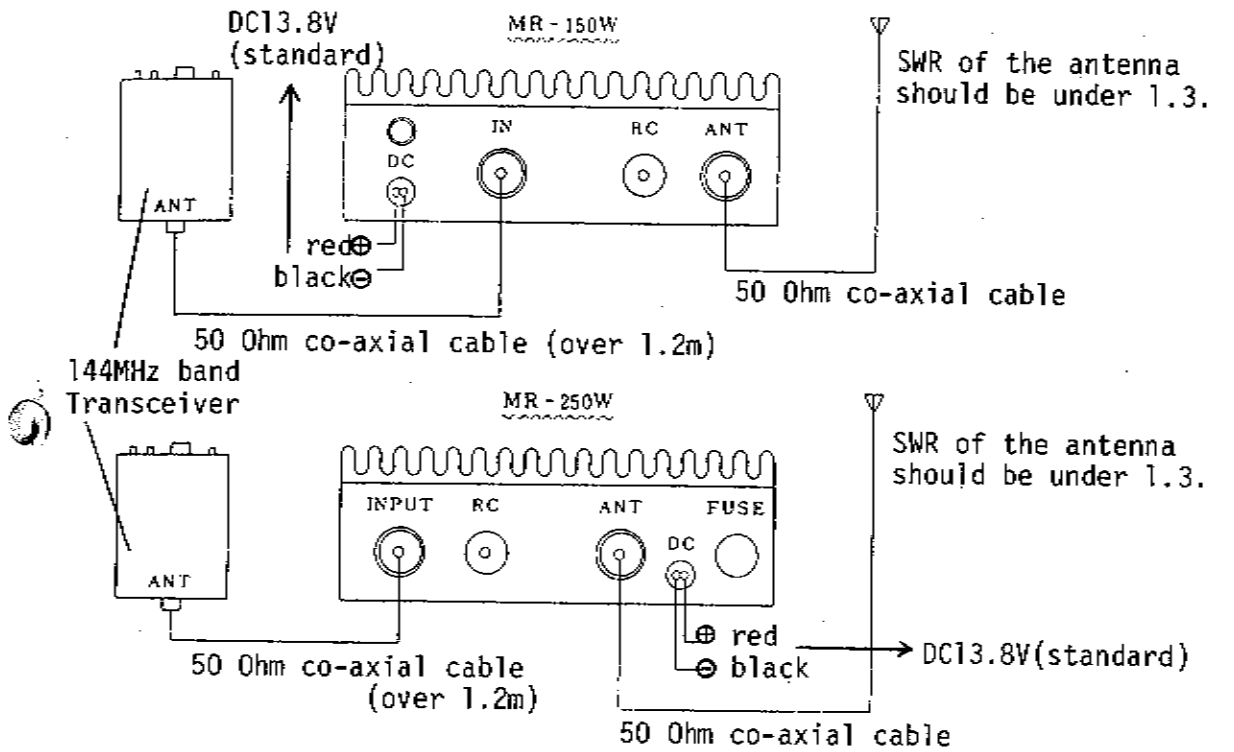 DC13.8V
(standard)
MR-150W
SWR of the antenna
should be under 1.3.
IN
RC
ANT
DC
ANT
red⊕
black⊖
50 Ohm co-axial cable
50 Ohm co-axial cable (over 1.2m)
144MHz band
Transceiver
MR-250W
SWR of the antenna
should be under 1.3.
INPUT
RC
ANT
FUSE
DC
ANT
⊕ red
⊖ black
DC13.8V(standard)
50 Ohm co-axial cable
(over 1.2m)
50 Ohm co-axial cable